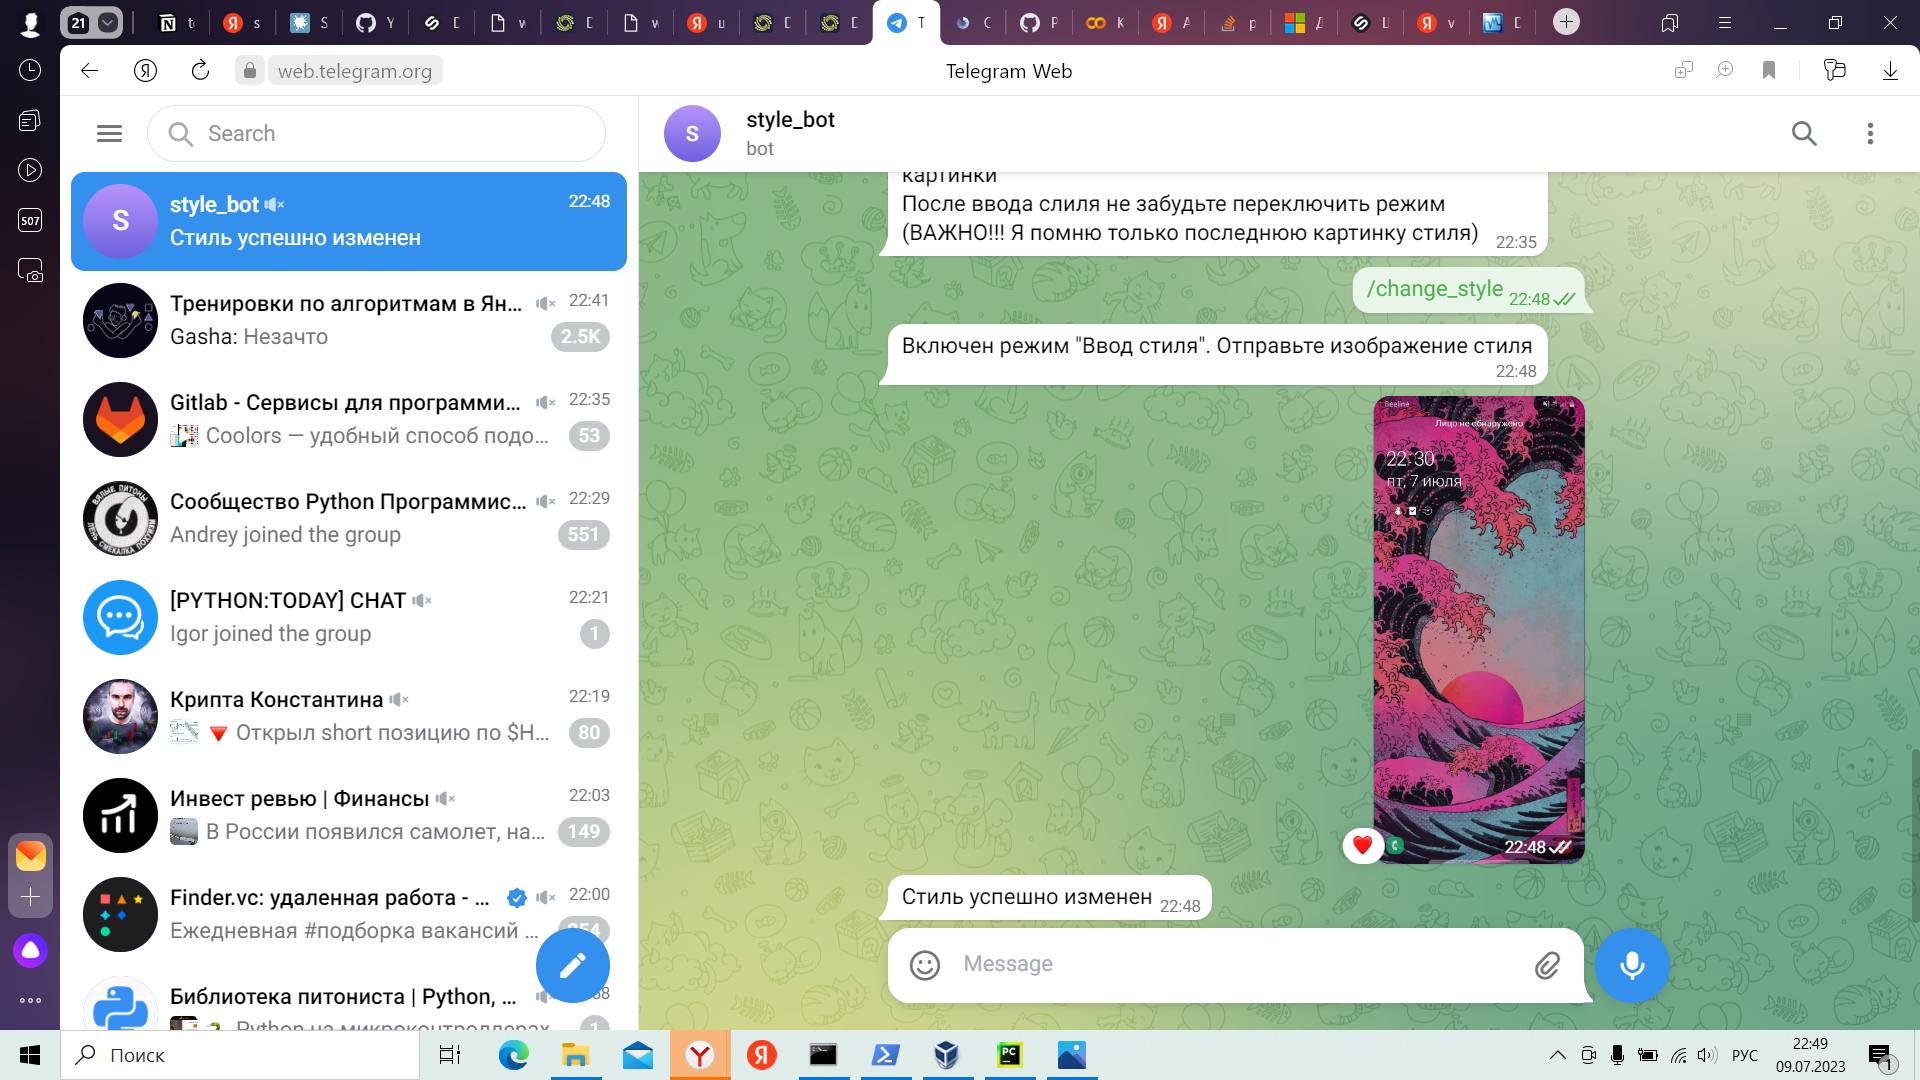 21
web.telegram.org
Telegram Web
507
Search
style_bot
22:48
Стиль успешно изменен
Тренировки по алгоритмам в Ян...
22:41
Gasha: Незачто
2.5K
Gitlab - Сервисы для программи...
22:35
Coolors — удобный способ подо...
53
Сообщество Python Программис...
22:29
Andrey joined the group
551
[PYTHON:TODAY] CHAT
22:21
Igor joined the group
1
Крипта Константина
22:19
Открыл short позицию по $H...
80
Инвест ревью | Финансы
22:03
В России появился самолет, на...
149
Finder.vc: удаленная работа - ...
22:00
Ежедневная #подборка вакансий ...
Библиотека питониста | Python, ...
Python на микроконтроллерах
1
S
style_bot
bot
картинки
После ввода слиля не забудьте переключить режим
(ВАЖНО!!! Я помню только последнюю картинку стиля)
22:35
/change_style
22:48
Включен режим "Ввод стиля". Отправьте изображение стиля
22:48
Beeline
Лицо не обнаружено
22:30
пт, 7 июля
22:48
Стиль успешно изменен
22:48
Message
Поиск
РУС
22:49
09.07.2023
1